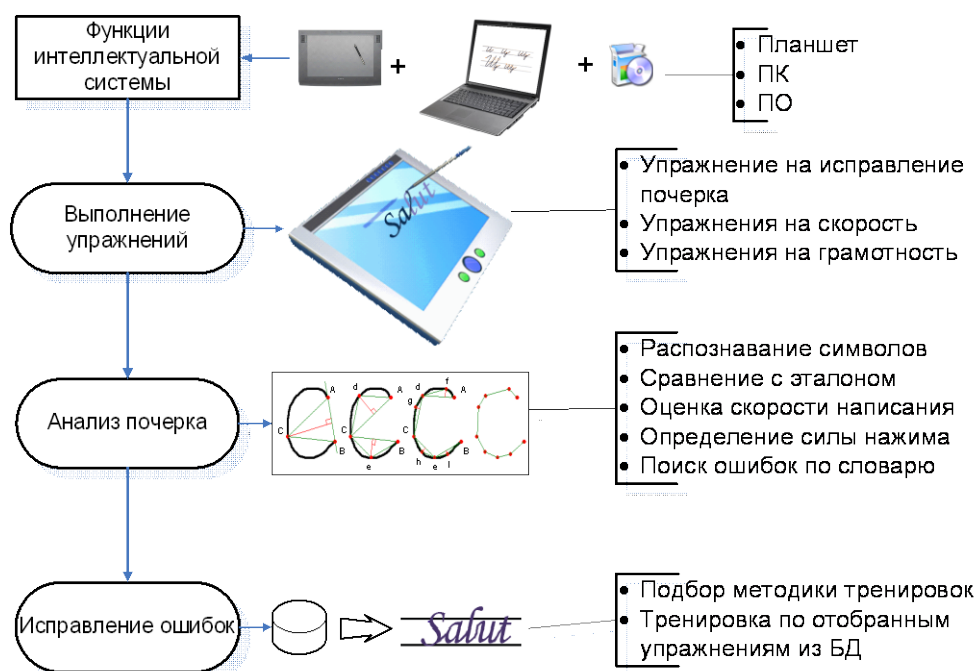 Функции
интеллектуальной
системы
+
+
• Планшет
• ПК
• ПО
Выполнение
упражнений
Salut
• Упражнение на исправление
почерка
• Упражнения на скорость
• Упражнения на грамотность
Анализ почерка
A
C
B
d
A
C
B
e
d
f
A
g
C
B
h
e
l
• Распознавание символов
• Сравнение с эталоном
• Оценка скорости написания
• Определение силы нажима
• Поиск ошибок по словарю
Исправление ошибок
Salut
• Подбор методики тренировок
• Тренировка по отобранным
упражнениям из БД